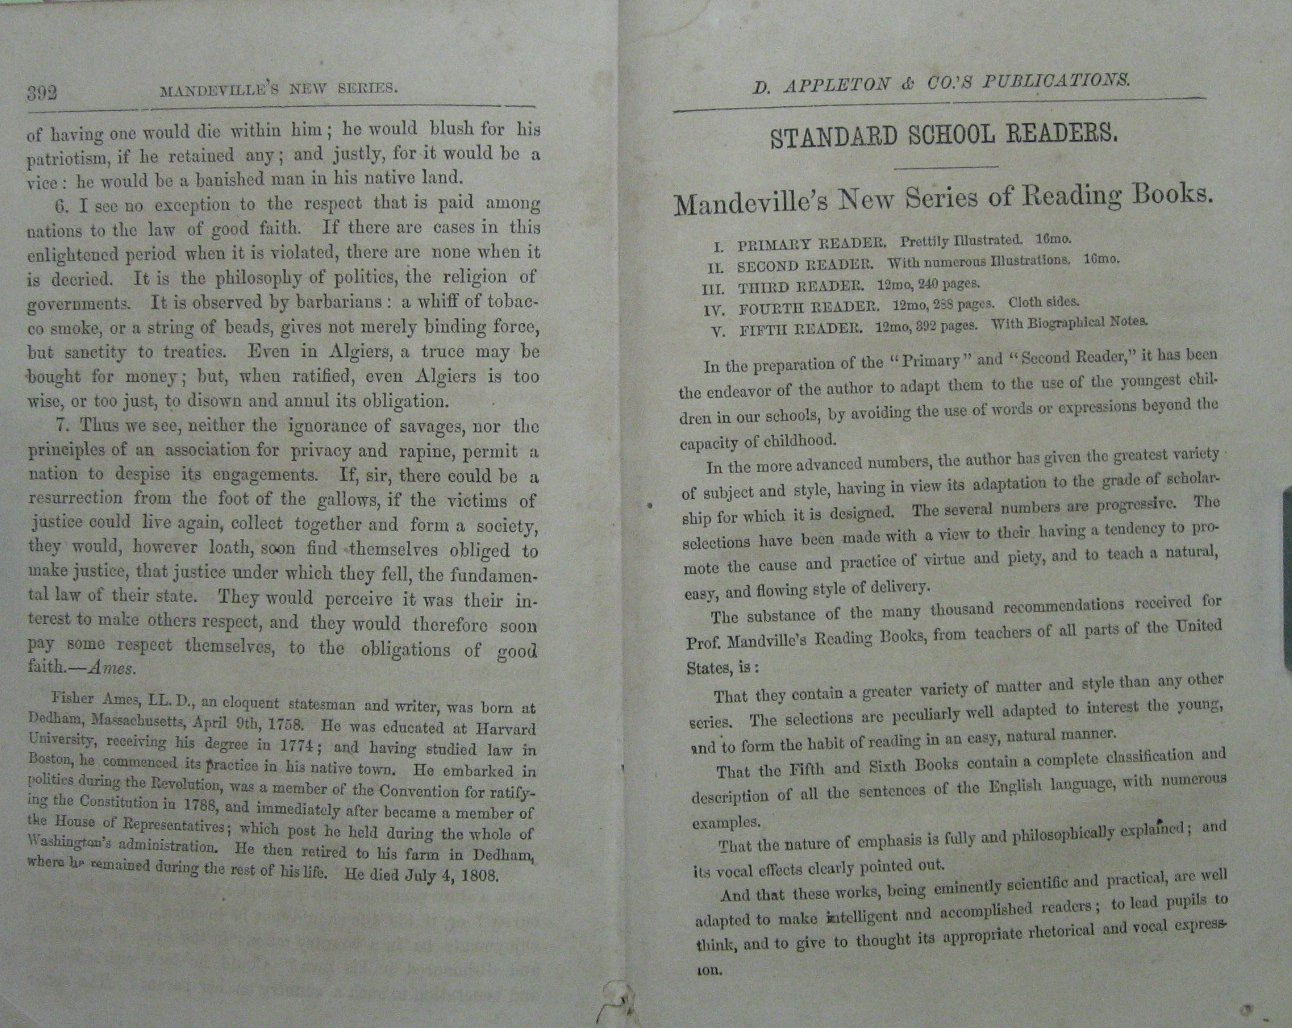 392 MANDEVILLE'S NEW SERIES.
of having one would die within him; he would blush for his
patriotism, if he retained any; and justly, for it would be a
vice: he would be a banished man in his native land.
6. I see no exception to the respect that is paid among
nations to the law of good faith. If there are cases in this
enlightened period when it is violated, there are none when it
is decried. It is the philosophy of politics, the religion of
governments. It is observed by barbarians: a whiff of tobac-
co smoke, or a string of beads, gives not merely binding force,
but sanctity to treaties. Even in Algiers, a truce may be
bought for money; but, when ratified, even Algiers is too
wise, or too just, to disown and annul its obligation.
7. Thus we see, neither the ignorance of savages, nor the
principles of an association for privacy and rapine, permit a
nation to despise its engagements. If, sir, there could be a
resurrection from the foot of the gallows, if the victims of
justice could live again, collect together and form a society,
they would, however loath, soon find themselves obliged to
make justice, that justice under which they fell, the fundamen-
tal law of their state. They would perceive it was their in-
terest to make others respect, and they would therefore soon
pay some respect themselves, to the obligations of good
faith.—Ames.
Fisher Ames, LL. D., an eloquent statesman and writer, was born at
Dedham, Massachusetts, April 9th, 1758. He was educated at Harvard
University, receiving his degree in 1774; and having studied law in
Boston, he commenced its practice in his native town. He embarked in
politics during the Revolution, was a member of the Convention for ratify-
ing the Constitution in 1788, and immediately after became a member of
the House of Representatives; which post he held during the whole of
Washington's administration. He then retired to his farm in Dedham,
where he remained during the rest of his life. He died July 4, 1808.
D. APPLETON & CO.'S PUBLICATIONS.
STANDARD SCHOOL READERS.
Mandeville's New Series of Reading Books.
I. PRIMARY READER. Prettily Illustrated. 16mo.
II. SECOND READER. With numerous Illustrations. 16mo.
III. THIRD READER. 12mo, 240 pages.
IV. FOURTH READER. 12mo, 288 pages. Cloth sides.
V. FIFTH READER. 12mo, 392 pages. With Biographical Notes.
In the preparation of the "Primary" and "Second Reader," it has been
the endeavor of the author to adapt them to the use of the youngest chil-
dren in our schools, by avoiding the use of words or expressions beyond the
capacity of childhood.
In the more advanced numbers, the author has given the greatest variety
of subject and style, having in view its adaptation to the grade of scholar-
ship for which it is designed. The several numbers are progressive. The
selections have been made with a view to their having a tendency to pro-
mote the cause and practice of virtue and piety, and to teach a natural,
easy, and flowing style of delivery.
The substance of the many thousand recommendations received for
Prof. Mandville's Reading Books, from teachers of all parts of the United
States, is:
That they contain a greater variety of matter and style than any other
series. The selections are peculiarly well adapted to interest the young,
and to form the habit of reading in an easy, natural manner.
That the Fifth and Sixth Books contain a complete classification and
description of all the sentences of the English language, with numerous
examples.
That the nature of emphasis is fully and philosophically explained; and
its vocal effects clearly pointed out.
And that these works, being eminently scientific and practical, are well
adapted to make intelligent and accomplished readers; to lead pupils to
think, and to give to thought its appropriate rhetorical and vocal express-
ion.